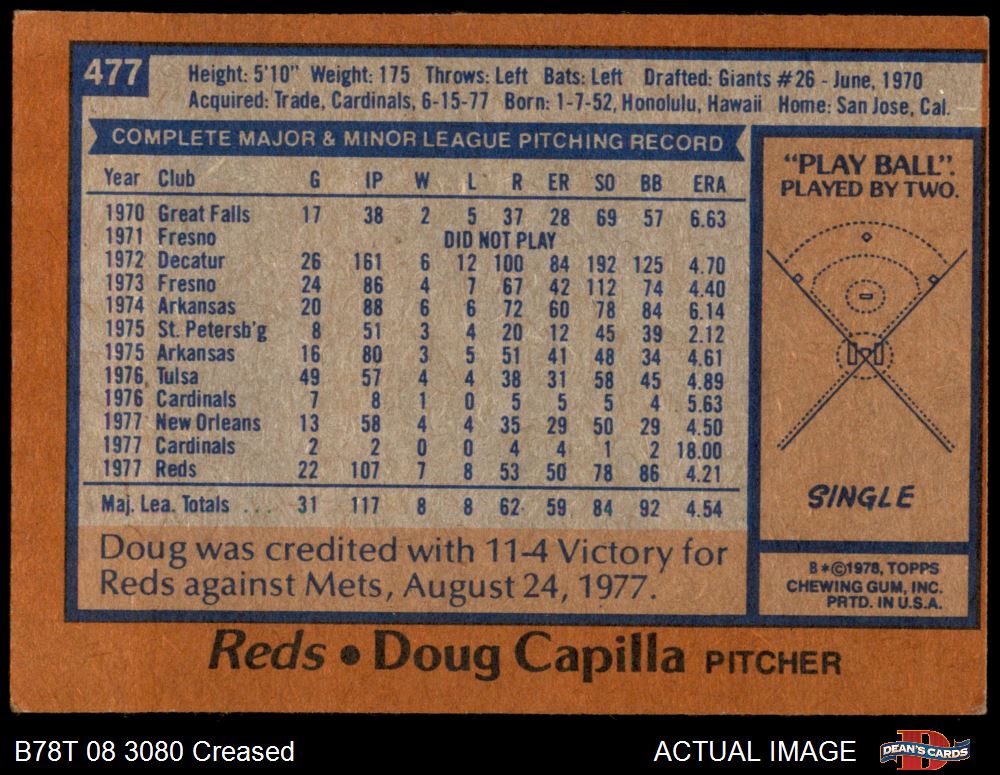 477
Height: 5'10" Weight: 175 Throws: Left Bats: Left Drafted: Giants #26 - June, 1970
Acquired: Trade, Cardinals, 6-15-77 Born: 1-7-52, Honolulu, Hawaii Home: San Jose, Cal.
COMPLETE MAJOR & MINOR LEAGUE PITCHING RECORD
Year Club G IP W L R ER SO BB ERA
1970 Great Falls 17 38 2 5 37 28 69 57 6.63
1971 Fresno DID NOT PLAY
1972 Decatur 26 161 6 12 100 84 192 125 4.70
1973 Fresno 24 86 4 7 67 42 112 74 4.40
1974 Arkansas 20 88 6 6 72 60 78 84 6.14
1975 St. Petersb'g 8 51 3 4 20 12 45 39 2.12
1975 Arkansas 16 80 3 5 51 41 48 34 4.61
1976 Tulsa 49 57 4 4 38 31 58 45 4.89
1976 Cardinals 7 8 1 0 5 5 5 4 5.63
1977 New Orleans 13 58 4 4 35 29 50 29 4.50
1977 Cardinals 2 2 0 0 4 4 1 2 18.00
1977 Reds 22 107 7 8 53 50 78 86 4.21
Maj. Lea. Totals ... 31 117 8 8 62 59 84 92 4.54
Doug was credited with 11-4 Victory for
Reds against Mets, August 24, 1977.
"PLAY BALL".
PLAYED BY TWO.
SINGLE
B*©1978, TOPPS
CHEWING GUM, INC.
PRTD. IN U.S.A.
Reds • Doug Capilla PITCHER
B78T 08 3080 Creased
ACTUAL IMAGE
DEAN'S CARDS